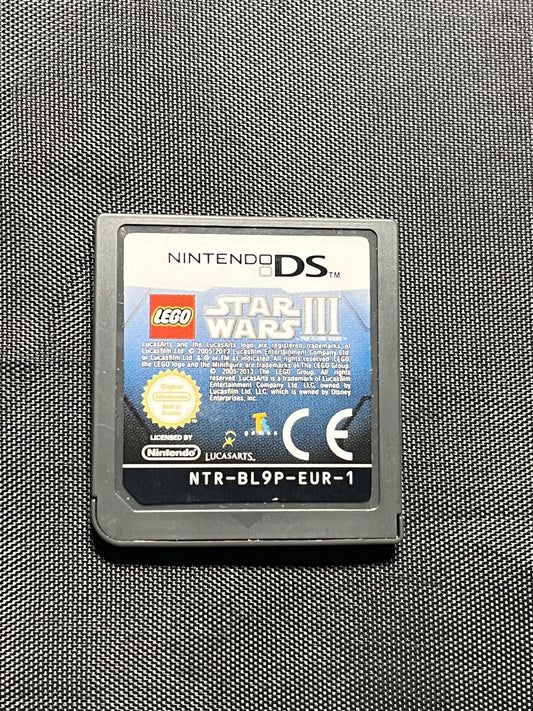 NINTENDO DS™
LEGO
STAR WARS III
THE CLONE WARS
LucasArts and the LucasArts logo are registered trademarks of
Lucasfilm Ltd. © 2005-2013 Lucasfilm Entertainment Company Ltd.
or Lucasfilm Ltd. & ® or TM as indicated. All rights reserved. LEGO,
the LEGO logo and the Minifigure are trademarks of The LEGO Group.
© 2005-2013 The LEGO Group. All rights
reserved. LucasArts is a trademark of Lucasfilm
Entertainment Company Ltd. LLC, owned by
Lucasfilm Ltd. LLC, which is owned by Disney
Enterprises, Inc.
Original
Nintendo
Seal of
Quality
LICENSED BY
Nintendo
LUCASARTS™
games
CE
NTR-BL9P-EUR-1